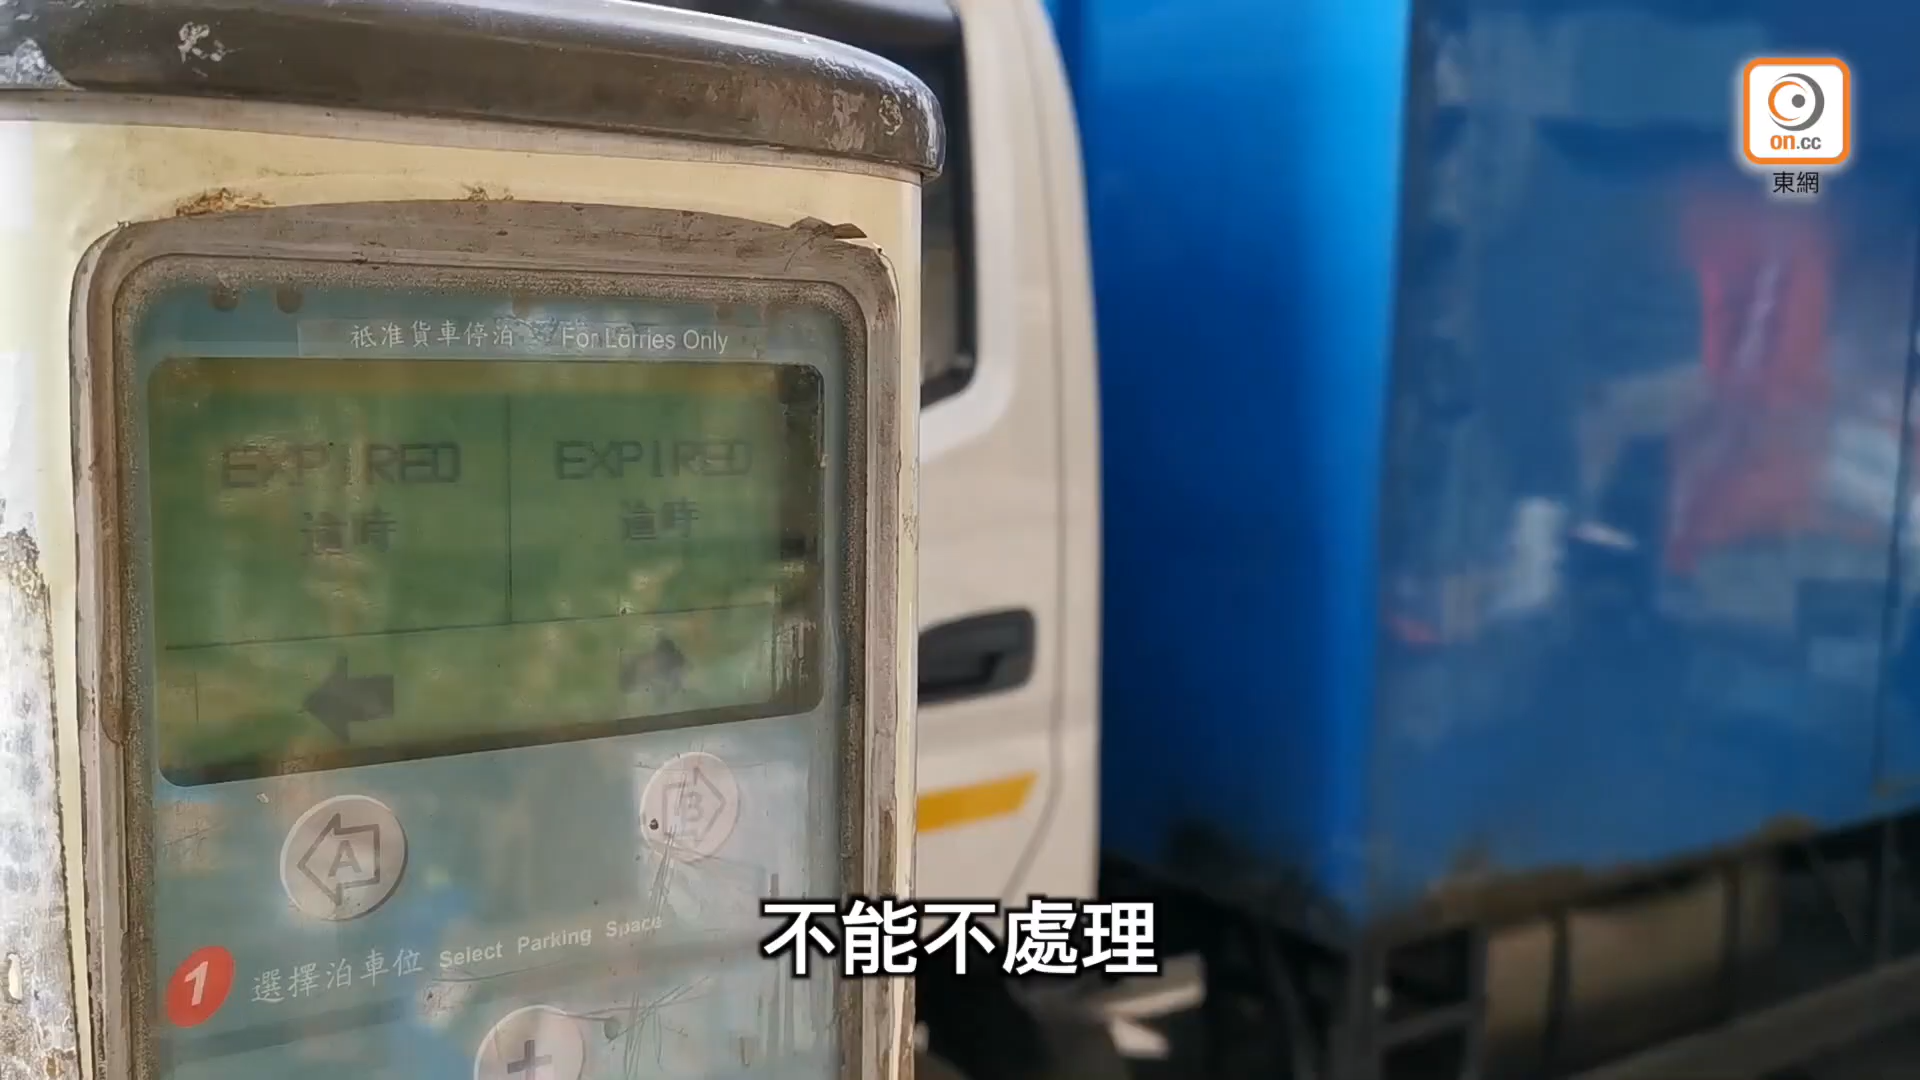 on.cc
東網
祗准貨車停泊 For Lorries Only
EXPIRED EXPIRED
逾時 逾時
A B
1 選擇泊車位 Select Parking Space
+
不能不處理